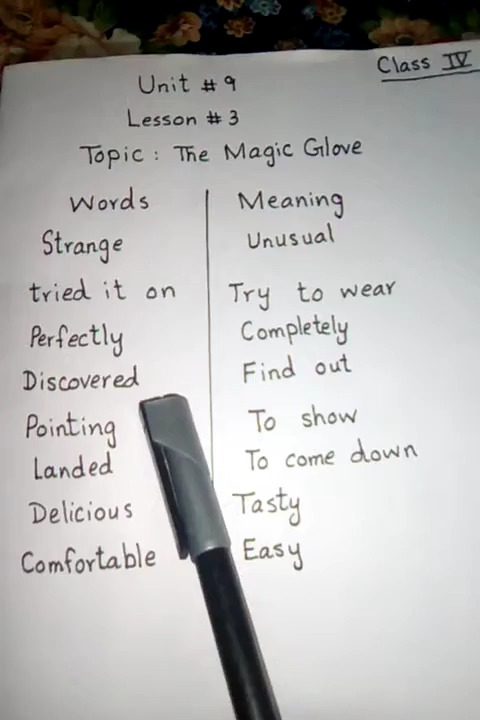 Class IV
Unit # 9
Lesson # 3
Topic : The Magic Glove
Words Meaning
Strange Unusual
tried it on Try to wear
Perfectly Completely
Discovered Find out
Pointing To show
Landed To come down
Delicious Tasty
Comfortable Easy